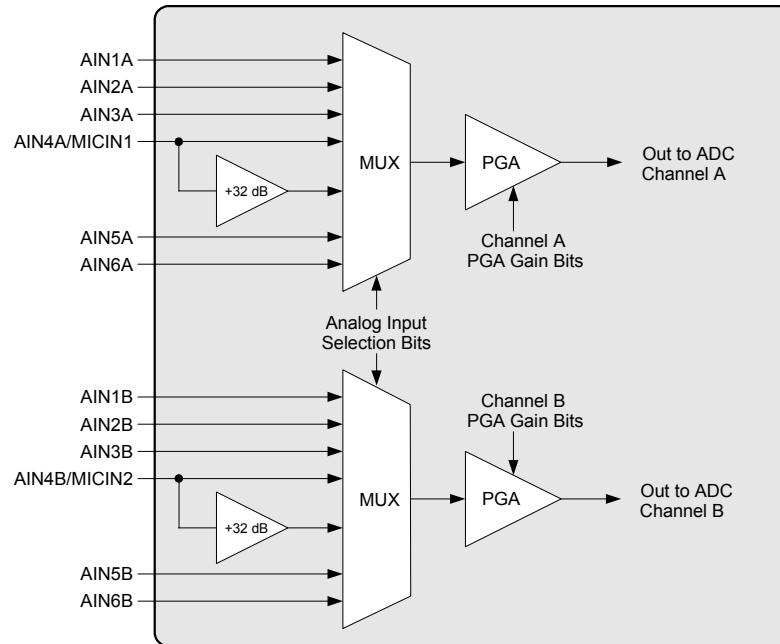 AIN1A
AIN2A
AIN3A
AIN4A/MICIN1
+32 dB
AIN5A
AIN6A
MUX
PGA
Out to ADC
Channel A
Channel A
PGA Gain Bits
Analog Input
Selection Bits
AIN1B
AIN2B
AIN3B
AIN4B/MICIN2
+32 dB
AIN5B
AIN6B
MUX
Channel B
PGA Gain Bits
PGA
Out to ADC
Channel B